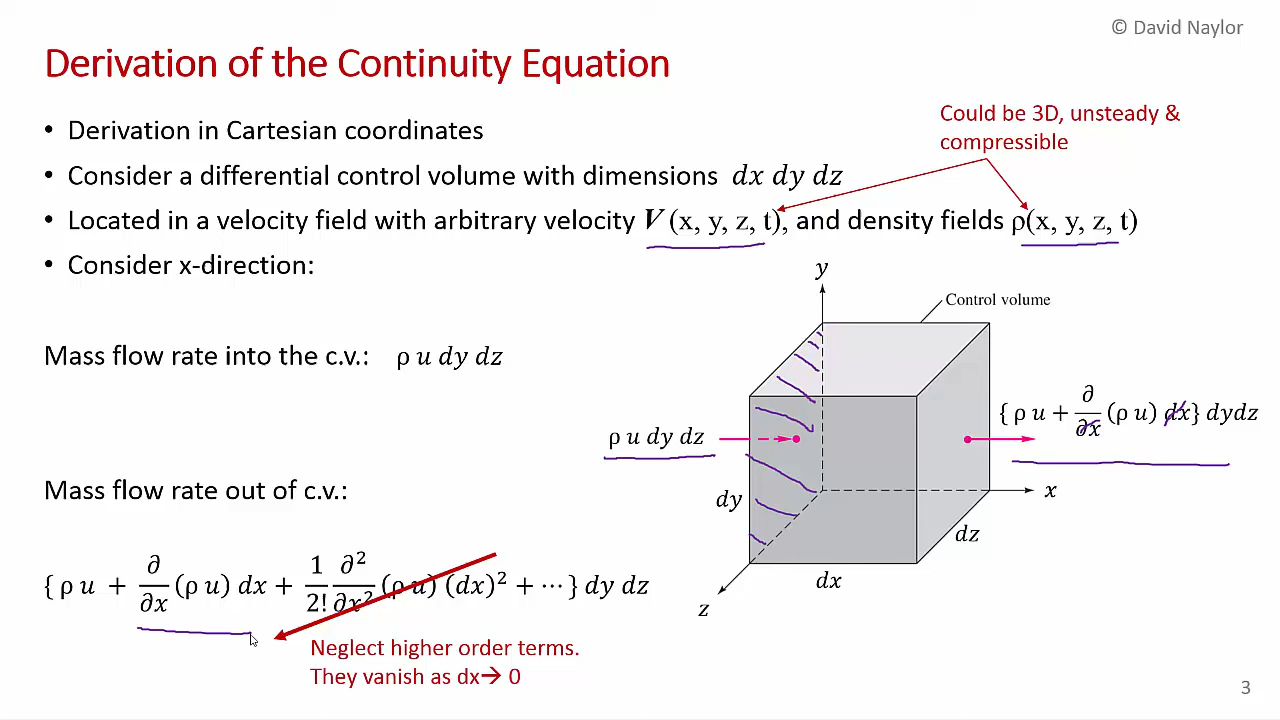 © David Naylor
Derivation of the Continuity Equation
Could be 3D, unsteady &
compressible
• Derivation in Cartesian coordinates
• Consider a differential control volume with dimensions dx dy dz
• Located in a velocity field with arbitrary velocity V (x, y, z, t), and density fields ρ(x, y, z, t)
• Consider x-direction:
y
Control volume
Mass flow rate into the c.v.: ρ u dy dz
{ ρ u + ∂/∂x (ρ u) dx} dydz
ρ u dy dz
Mass flow rate out of c.v.:
dy
x
dz
dx
z
{ ρ u + ∂/∂x (ρ u) dx + 1/2! ∂²/∂x² (ρ u) (dx)² + ⋯ } dy dz
Neglect higher order terms.
They vanish as dx→ 0
3